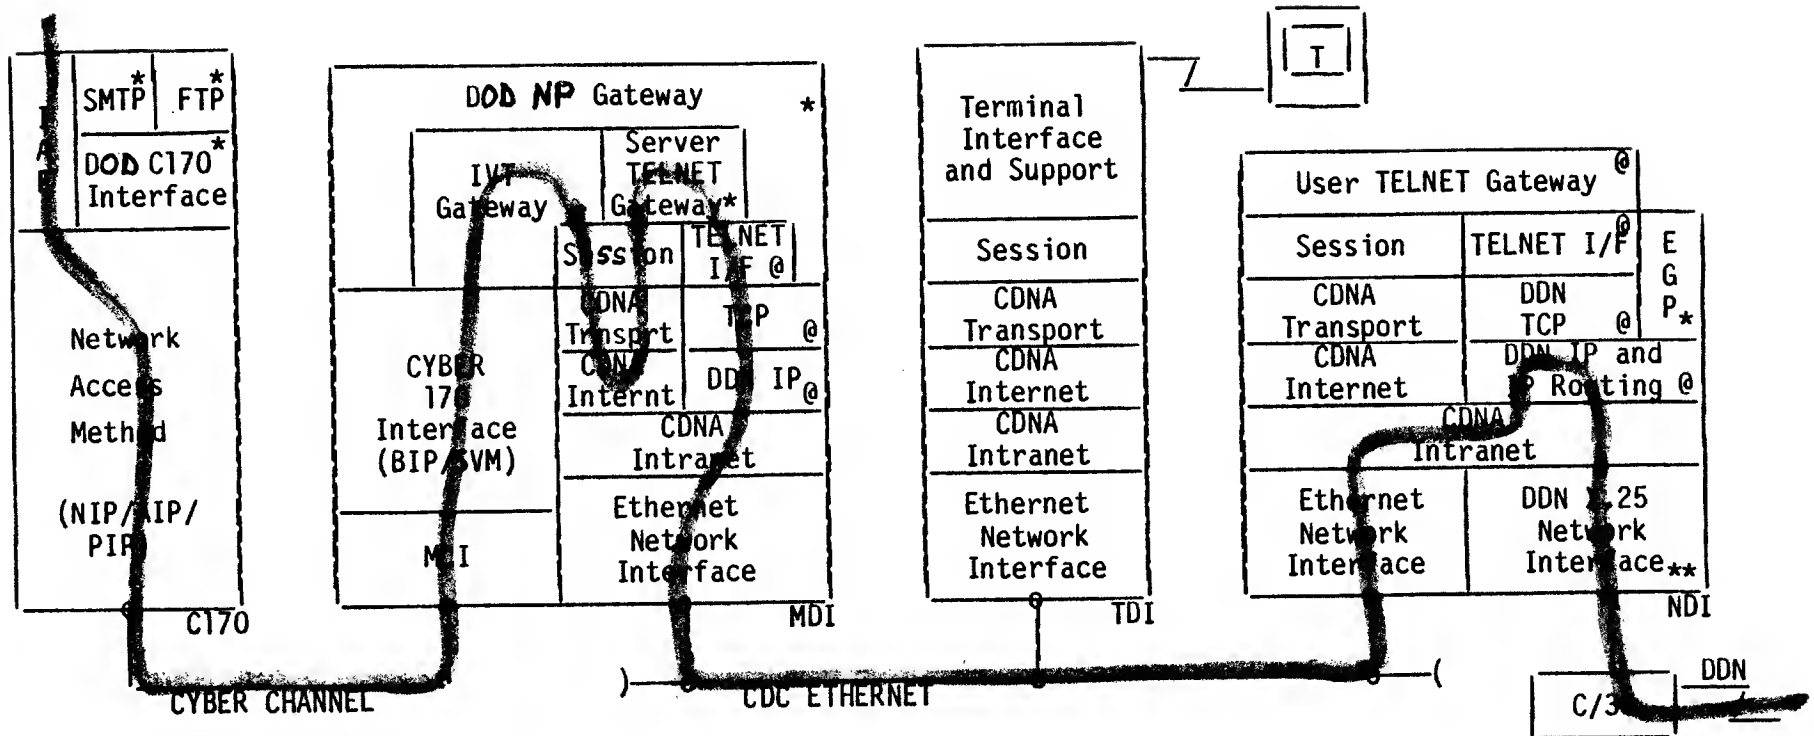 SMTP*
FTP*
DOD C170*
Interface
Network
Access
Method
(NIP/AIP/
PIP)
C170
DOD NP Gateway
*
IVT
Gateway
Server
TELNET
Gateway*
Session
TELNET
I/F @
CDNA
Trnsprt
TCP
@
CDNA
Internt
DDN IP@
CYBER
170
Interface
(BIP/SVM)
CDNA
Intranet
MCI
Ethernet
Network
Interface
MDI
Terminal
Interface
and Support
Session
CDNA
Transport
CDNA
Internet
CDNA
Intranet
Ethernet
Network
Interface
TDI
T
User TELNET Gateway @
Session
TELNET I/F @
E
G
P*
CDNA
Transport
DDN
TCP @
CDNA
Internet
DDN IP and
IP Routing @
CDNA
Intranet
Ethernet
Network
Interface
DDN X.25
Network
Interface**
NDI
CYBER CHANNEL
CDC ETHERNET
C/30
DDN